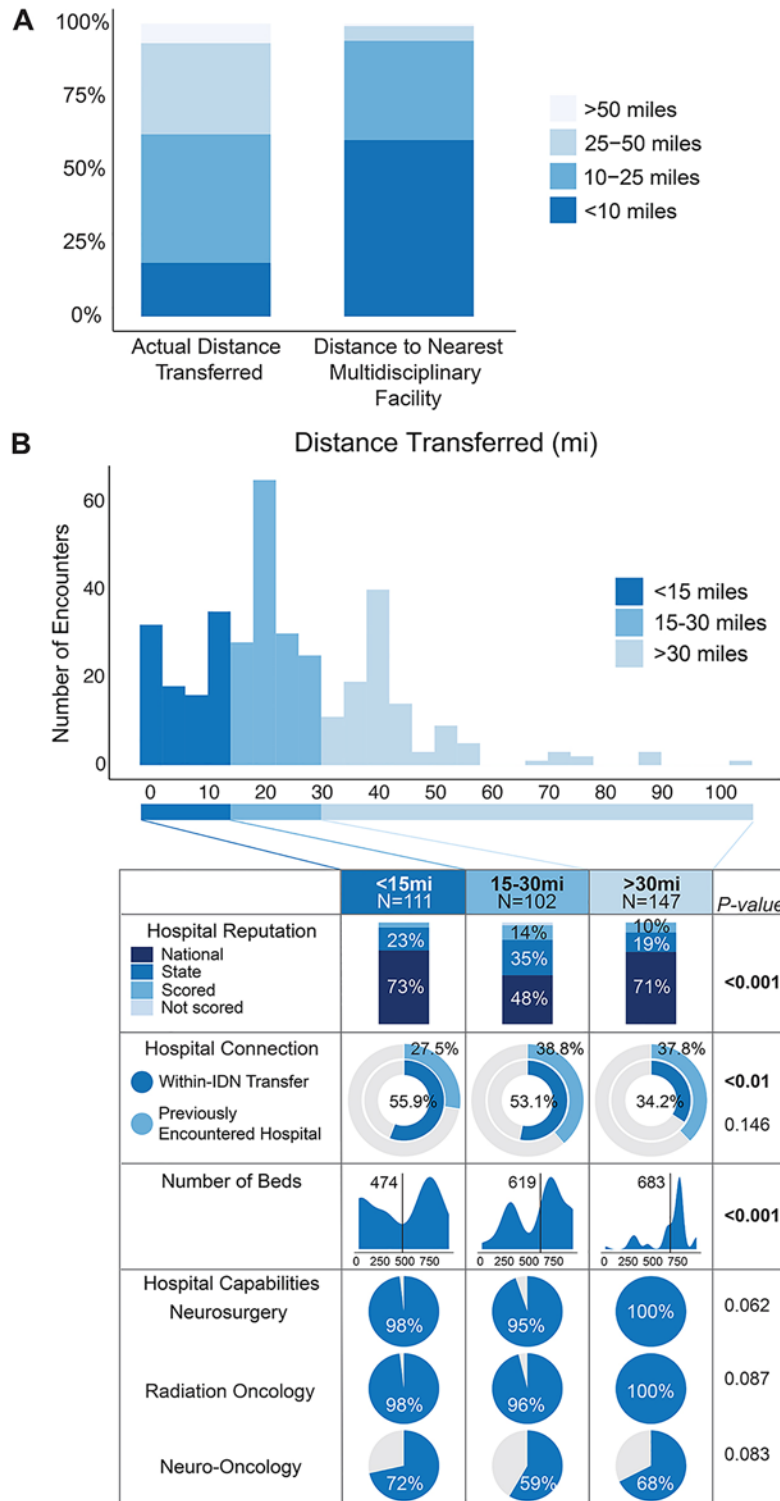 A
100%
75%
50%
25%
0%
>50 miles
25−50 miles
10−25 miles
<10 miles
Actual Distance
Transferred
Distance to Nearest
Multidisciplinary
Facility
B
Distance Transferred (mi)
Number of Encounters
60
40
20
0
<15 miles
15-30 miles
>30 miles
0 10 20 30 40 50 60 70 80 90 100
<15mi 15-30mi >30mi
N=111 N=102 N=147 P-value
Hospital Reputation
National
State
Scored
Not scored
23% 73%
14% 35% 48%
10% 19% 71%
<0.001
Hospital Connection
Within-IDN Transfer
Previously
Encountered Hospital
27.5% 38.8% 37.8%
55.9% 53.1% 34.2%
<0.01
0.146
Number of Beds
474 619 683
<0.001
0 250 500 750 0 250 500 750 0 250 500 750
Hospital Capabilities
Neurosurgery
98% 95% 100% 0.062
Radiation Oncology
98% 96% 100% 0.087
Neuro-Oncology
72% 59% 68% 0.083